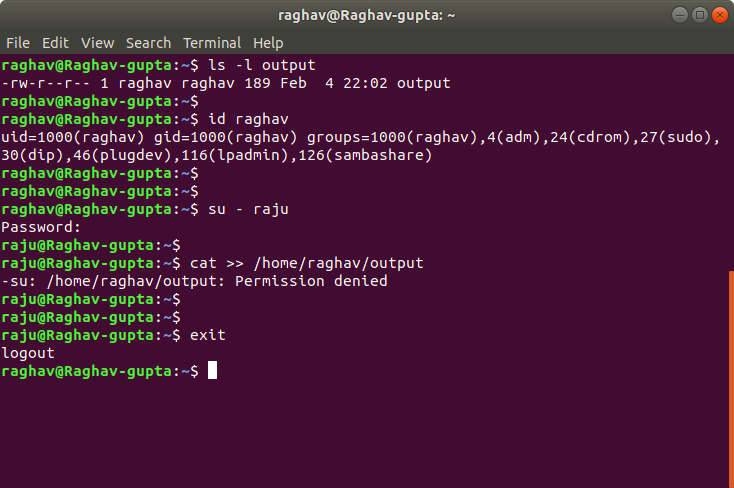 raghav@Raghav-gupta: ~
File Edit View Search Terminal Help
raghav@Raghav-gupta:~$ ls -l output
-rw-r--r-- 1 raghav raghav 189 Feb  4 22:02 output
raghav@Raghav-gupta:~$
raghav@Raghav-gupta:~$ id raghav
uid=1000(raghav) gid=1000(raghav) groups=1000(raghav),4(adm),24(cdrom),27(sudo),
30(dip),46(plugdev),116(lpadmin),126(sambashare)
raghav@Raghav-gupta:~$
raghav@Raghav-gupta:~$
raghav@Raghav-gupta:~$ su - raju
Password:
raju@Raghav-gupta:~$
raju@Raghav-gupta:~$ cat >> /home/raghav/output
-su: /home/raghav/output: Permission denied
raju@Raghav-gupta:~$
raju@Raghav-gupta:~$
raju@Raghav-gupta:~$ exit
logout
raghav@Raghav-gupta:~$